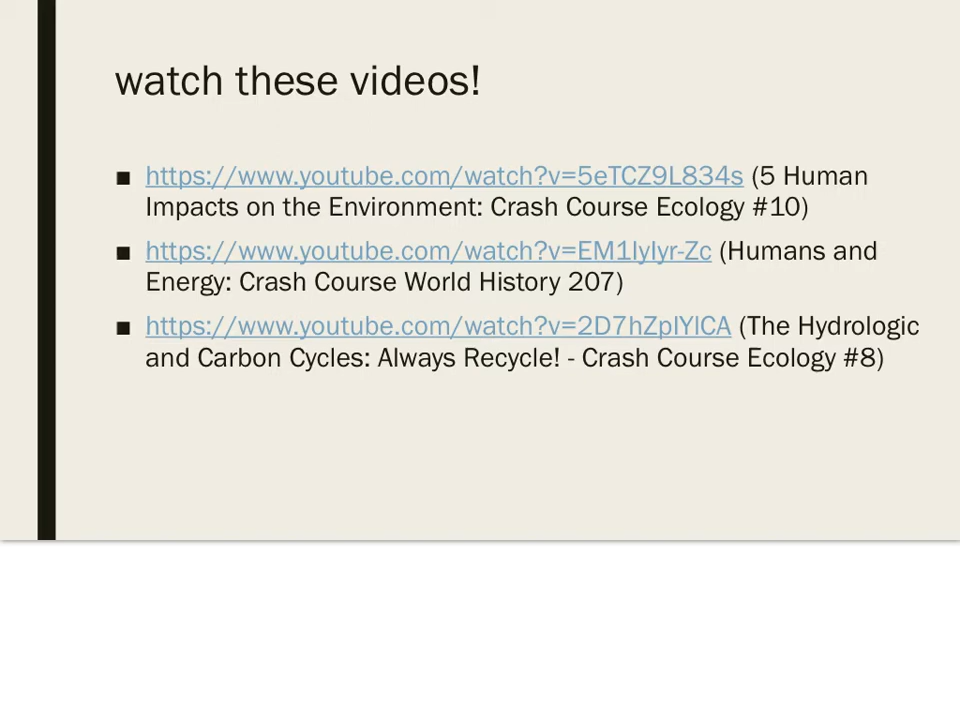 watch these videos!
■ https://www.youtube.com/watch?v=5eTCZ9L834s (5 Human
Impacts on the Environment: Crash Course Ecology #10)
■ https://www.youtube.com/watch?v=EM1IyIyr-Zc (Humans and
Energy: Crash Course World History 207)
■ https://www.youtube.com/watch?v=2D7hZpIYlCA (The Hydrologic
and Carbon Cycles: Always Recycle! - Crash Course Ecology #8)